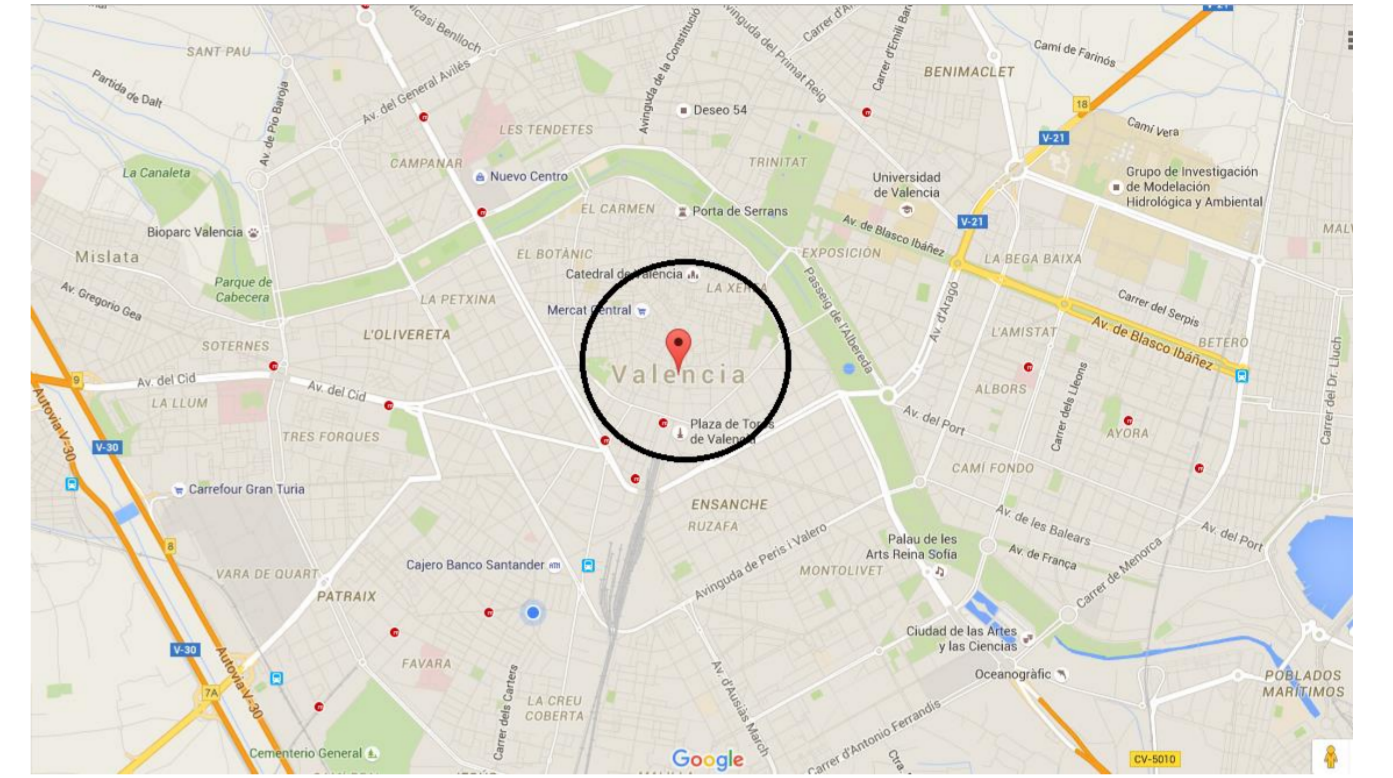 V-21
Nicasi Benlloch
Avinguda de la Constitució
Avinguda del Primat Reig
Carrer d'Emili Bar
SANT PAU
Camí de Farinós
Av. del General Avilés
BENIMACLET
Partida de Dalt
Av. de Pio Baroja
18
Deseo 54
LES TENDETES
Camí Vera
V-21
CAMPANAR
TRINITAT
La Canaleta
Nuevo Centro
Universidad
de Valencia
Grupo de Investigación
de Modelación
Hidrológica y Ambiental
EL CARMEN
Porta de Serrans
V-21
Av. de Blasco Ibáñez
Bioparc Valencia
MALV
Mislata
EL BOTÀNIC
EXPOSICIÓN
LA BEGA BAIXA
Catedral de Valencia
Parque de
Cabecera
LA XEREA
Passeig de l'Albereda
Av. Gregorio Gea
LA PETXINA
Mercat Central
Av. d'Aragó
Carrer del Serpis
L'OLIVERETA
L'AMISTAT
Av. de Blasco Ibáñez
SOTERNES
BETERÓ
Valencia
Carrer del Dr. Lluch
9
Av. del Cid
Av. del Cid
ALBORS
Carrer dels Lleons
LA LLUM
Autovia V-30
Av. del Port
Plaza de Toros
de Valencia
TRES FORQUES
AYORA
V-30
CAMÍ FONDO
Carrefour Gran Turia
ENSANCHE
RUZAFA
Av. de les Balears
Av. del Port
Palau de les
Arts Reina Sofía
Avinguda de Peris i Valero
8
Av. de França
Cajero Banco Santander
VARA DE QUART
MONTOLIVET
Carrer de Menorca
PATRAIX
Ciudad de las Artes
y las Ciencias
V-30
Autovia V-30
FAVARA
Oceanogràfic
POBLADOS
MARÍTIMOS
7A
Carrer dels Carters
LA CREU
COBERTA
Av. d'Ausiàs March
Carrer d'Antonio Ferrandis
Cementerio General
Google
Ctra.
CV-5010